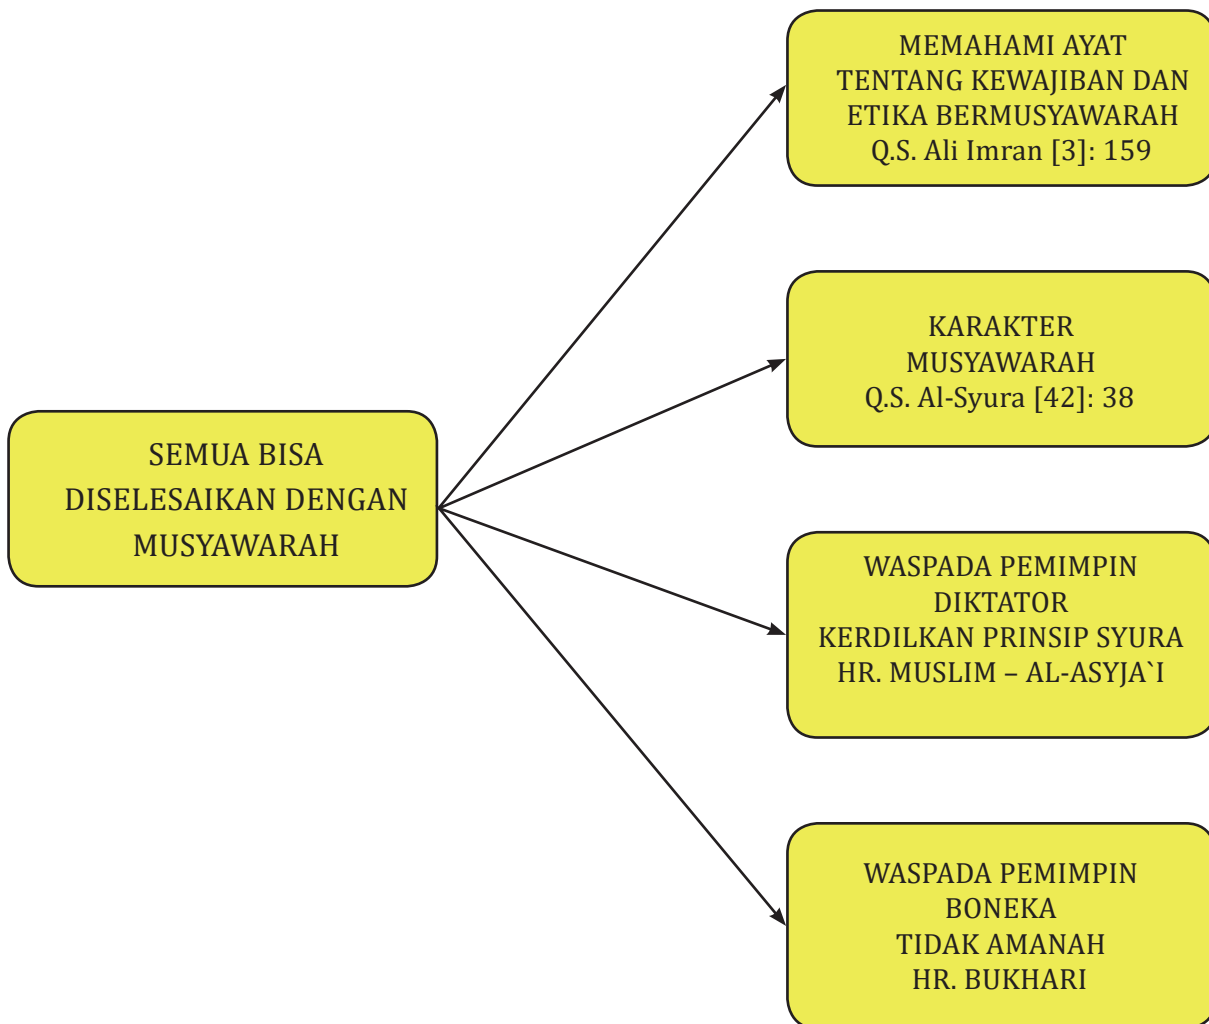 SEMUA BISA
DISELESAIKAN DENGAN
MUSYAWARAH
MEMAHAMI AYAT
TENTANG KEWAJIBAN DAN
ETIKA BERMUSYAWARAH
Q.S. Ali Imran [3]: 159
KARAKTER
MUSYAWARAH
Q.S. Al-Syura [42]: 38
WASPADA PEMIMPIN
DIKTATOR
KERDILKAN PRINSIP SYURA
HR. MUSLIM – AL-ASYJA`I
WASPADA PEMIMPIN
BONEKA
TIDAK AMANAH
HR. BUKHARI